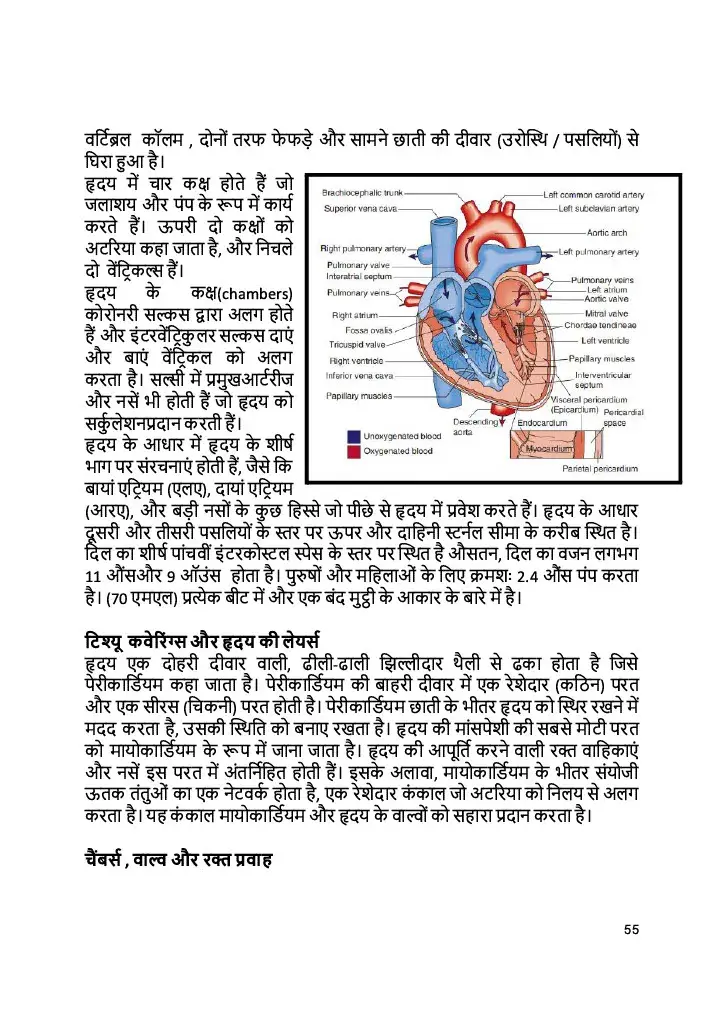 वर्टिब्रल कॉलम , दोनों तरफ फेफड़े और सामने छाती की दीवार (उरोस्थि / पसलियों) से
घिरा हुआ है।
हृदय में चार कक्ष होते हैं जो
जलाशय और पंप के रूप में कार्य
करते हैं। ऊपरी दो कक्षों को
अटरिया कहा जाता है, और निचले
दो वेंट्रिकल्स हैं।
हृदय के कक्ष(chambers)
कोरोनरी सल्कस द्वारा अलग होते
हैं और इंटरवेंट्रिकुलर सल्कस दाएं
और बाएं वेंट्रिकल को अलग
करता है। सल्सी में प्रमुखआर्टरीज
और नसें भी होती हैं जो हृदय को
सर्कुलेशनप्रदान करती हैं।
हृदय के आधार में हृदय के शीर्ष
भाग पर संरचनाएं होती हैं, जैसे कि
बायां एट्रियम (एलए), दायां एट्रियम
(आरए), और बड़ी नसों के कुछ हिस्से जो पीछे से हृदय में प्रवेश करते हैं। हृदय के आधार
दूसरी और तीसरी पसलियों के स्तर पर ऊपर और दाहिनी स्टर्नल सीमा के करीब स्थित है।
दिल का शीर्ष पांचवीं इंटरकोस्टल स्पेस के स्तर पर स्थित है औसतन, दिल का वजन लगभग
11 औंसऔर 9 ऑउंस होता है। पुरुषों और महिलाओं के लिए क्रमशः 2.4 औंस पंप करता
है। (70 एमएल) प्रत्येक बीट में और एक बंद मुट्ठी के आकार के बारे में है।
Brachiocephalic trunk
Superior vena cava
Right pulmonary artery
Pulmonary valve
Interatrial septum
Pulmonary veins
Right atrium
Fossa ovalis
Tricuspid valve
Right ventricle
Inferior vena cava
Papillary muscles
Left common carotid artery
Left subclavian artery
Aortic arch
Left pulmonary artery
Pulmonary veins
Left atrium
Aortic valve
Mitral valve
Chordae tendineae
Left ventricle
Papillary muscles
Interventricular
septum
Visceral pericardium
(Epicardium)
Pericardial
space
Descending
aorta
Endocardium
Myocardium
Parietal pericardium
Unoxygenated blood
Oxygenated blood
टिश्यू कवेरिंग्स और हृदय की लेयर्स
हृदय एक दोहरी दीवार वाली, ढीली-ढाली झिल्लीदार थैली से ढका होता है जिसे
पेरीकार्डियम कहा जाता है। पेरीकार्डियम की बाहरी दीवार में एक रेशेदार (कठिन) परत
और एक सीरस (चिकनी) परत होती है। पेरीकार्डियम छाती के भीतर हृदय को स्थिर रखने में
मदद करता है, उसकी स्थिति को बनाए रखता है। हृदय की मांसपेशी की सबसे मोटी परत
को मायोकार्डियम के रूप में जाना जाता है। हृदय की आपूर्ति करने वाली रक्त वाहिकाएं
और नसें इस परत में अंतर्निहित होती हैं। इसके अलावा, मायोकार्डियम के भीतर संयोजी
ऊतक तंतुओं का एक नेटवर्क होता है, एक रेशेदार कंकाल जो अटरिया को निलय से अलग
करता है। यह कंकाल मायोकार्डियम और हृदय के वाल्वों को सहारा प्रदान करता है।
चैंबर्स , वाल्व और रक्त प्रवाह
55